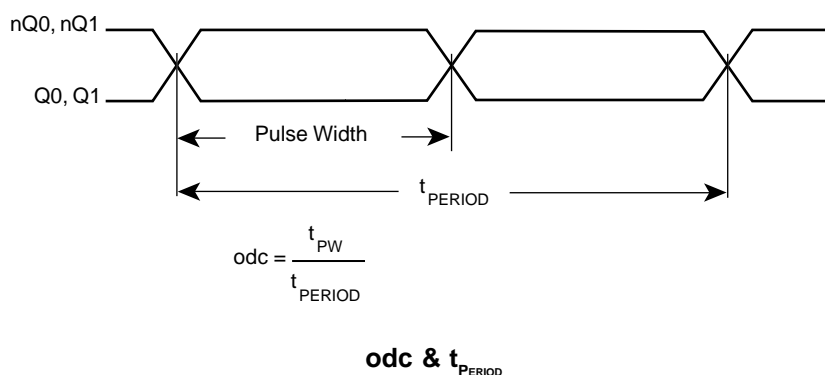 nQ0, nQ1
Q0, Q1
Pulse Width
tPERIOD
odc = tPW
tPERIOD
odc & tPERIOD